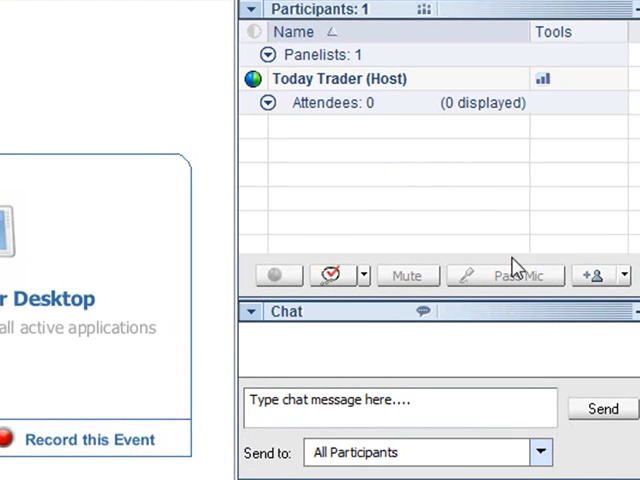 Participants: 1
Name Tools
Panelists: 1
Today Trader (Host)
Attendees: 0 (0 displayed)
Mute Pass Mic
r Desktop
all active applications
Record this Event
Chat
Type chat message here....
Send
Send to: All Participants